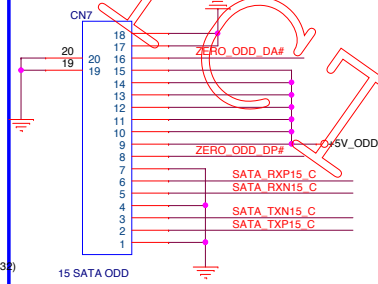 CN7
18
17
16 ZERO_ODD_DA#
20 20 15
19 19 14
13
12
11
10
9 +5V_ODD
8 ZERO_ODD_DP#
7
6 SATA_RXP15_C
5 SATA_RXN15_C
4
3 SATA_TXN15_C
2 SATA_TXP15_C
1
32)
15 SATA ODD